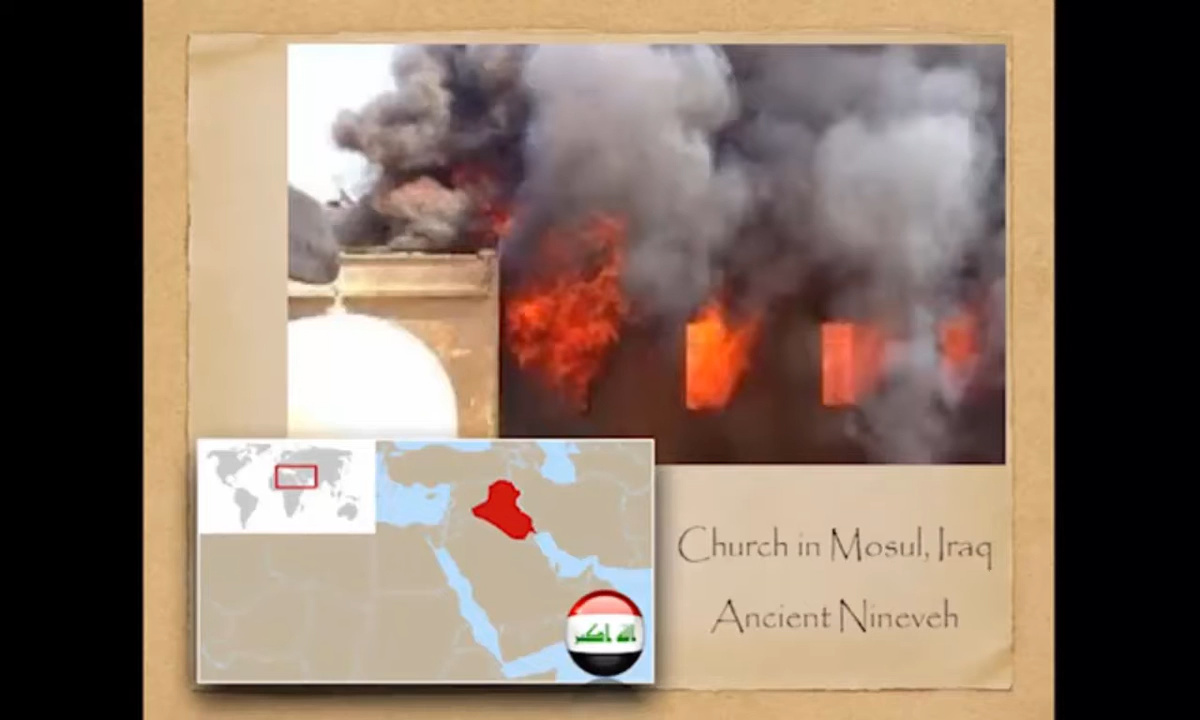 الله اكبر
Church in Mosul, Iraq
Ancient Nineveh